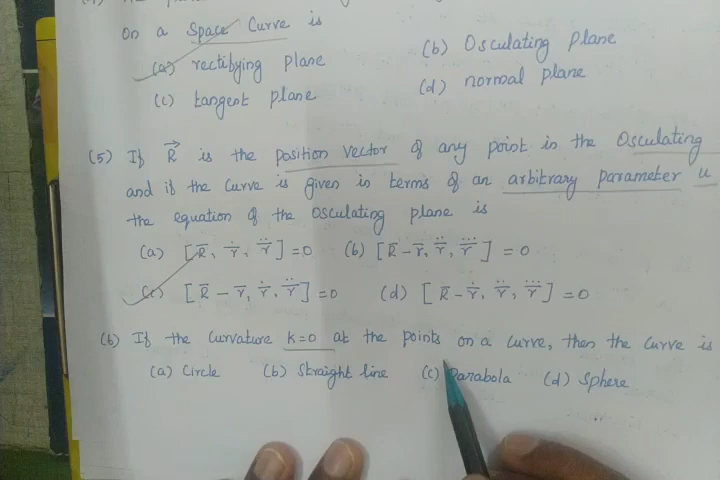 on a Space Curve is
(a) rectifying plane (b) Osculating plane
(c) tangent plane (d) normal plane
(5) If R⃗ is the position vector of any point in the Osculating
and if the curve is given in terms of an arbitrary parameter u
the equation of the osculating plane is
(a) [R̅, ṙ̅, r̈̅] = 0 (b) [R̅ - r̅, r̈̅, r⃛̅] = 0
(c) [R̅ - r̅, ṙ̅, r̈̅] = 0 (d) [R̅ - ṙ̅, r̈̅, r⃛̅] = 0
(6) If the curvature k=0 at the points on a curve, then the curve is
(a) Circle (b) Straight line (c) Parabola (d) Sphere